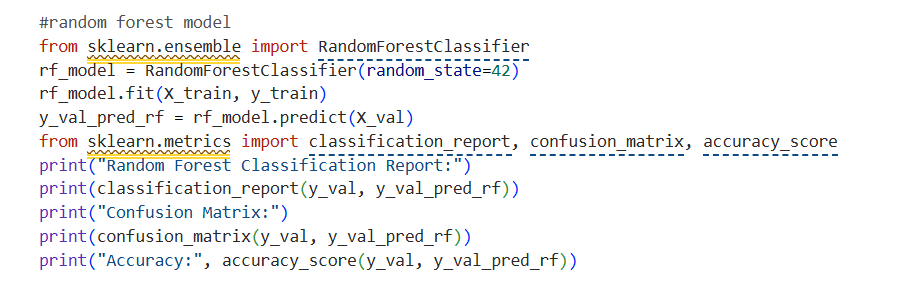 #random forest model
from sklearn.ensemble import RandomForestClassifier
rf_model = RandomForestClassifier(random_state=42)
rf_model.fit(X_train, y_train)
y_val_pred_rf = rf_model.predict(X_val)
from sklearn.metrics import classification_report, confusion_matrix, accuracy_score
print("Random Forest Classification Report:")
print(classification_report(y_val, y_val_pred_rf))
print("Confusion Matrix:")
print(confusion_matrix(y_val, y_val_pred_rf))
print("Accuracy:", accuracy_score(y_val, y_val_pred_rf))